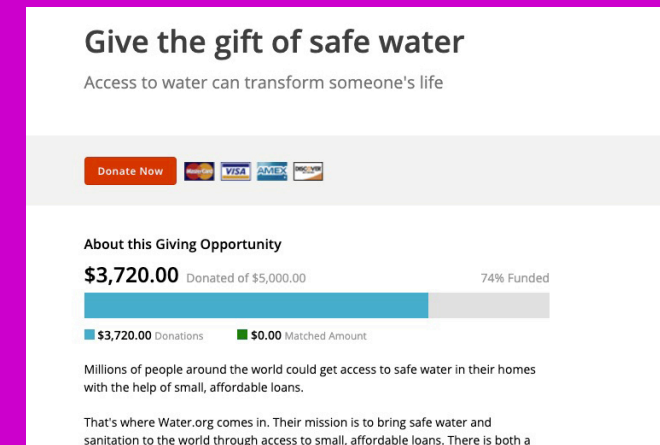 Give the gift of safe water
Access to water can transform someone's life
Donate Now MasterCard VISA AMEX DISCOVER
About this Giving Opportunity
$3,720.00 Donated of $5,000.00 74% Funded
$3,720.00 Donations $0.00 Matched Amount
Millions of people around the world could get access to safe water in their homes
with the help of small, affordable loans.
That's where Water.org comes in. Their mission is to bring safe water and
sanitation to the world through access to small, affordable loans. There is both a